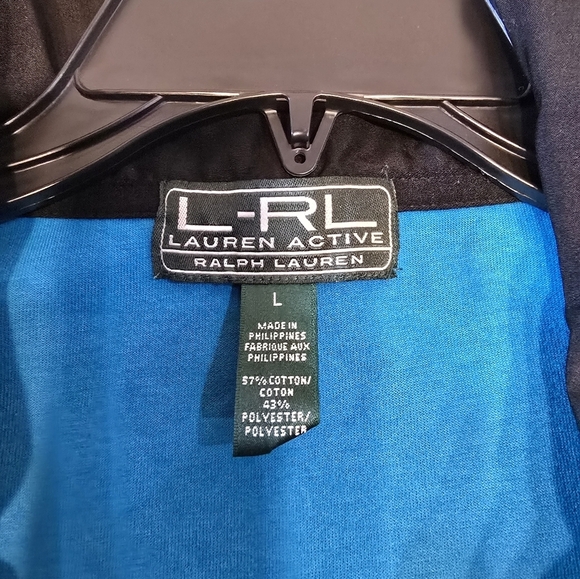 L-RL
LAUREN ACTIVE
RALPH LAUREN
L
MADE IN
PHILIPPINES
FABRIQUE AUX
PHILIPPINES
57% COTTON/
COTON
43%
POLYESTER/
POLYESTER